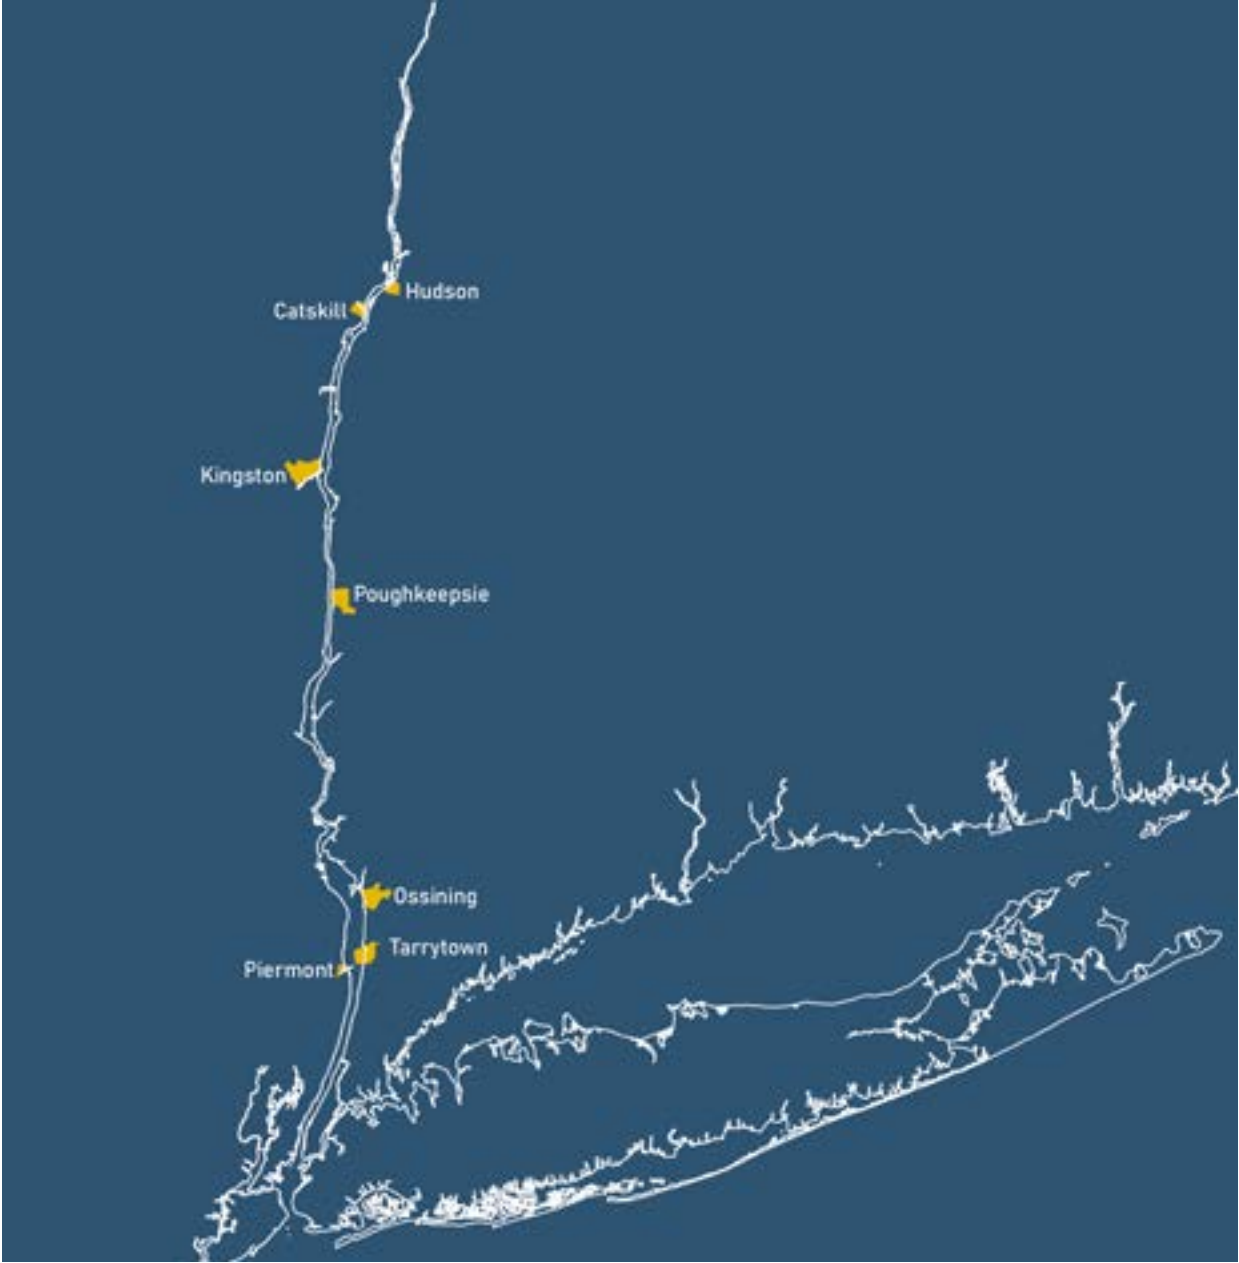 Hudson
Catskill
Kingston
Poughkeepsie
Ossining
Tarrytown
Piermont